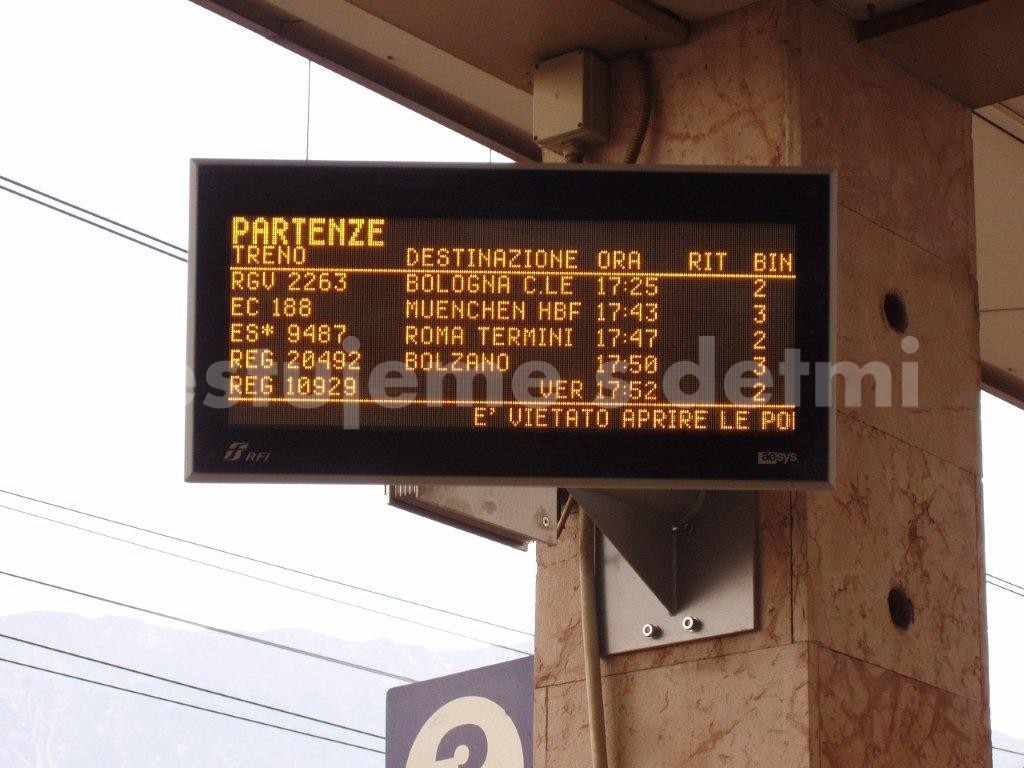 PARTENZE
TRENO DESTINAZIONE ORA RIT BIN
RGV 2263 BOLOGNA C.LE 17:25 2
EC 188 MUENCHEN HBF 17:43 3
ES* 9487 ROMA TERMINI 17:47 2
REG 20492 BOLZANO 17:50 3
REG 10929 VER 17:52 2
E' VIETATO APRIRE LE PO
RFI
aesys
estujeme s detmi
3